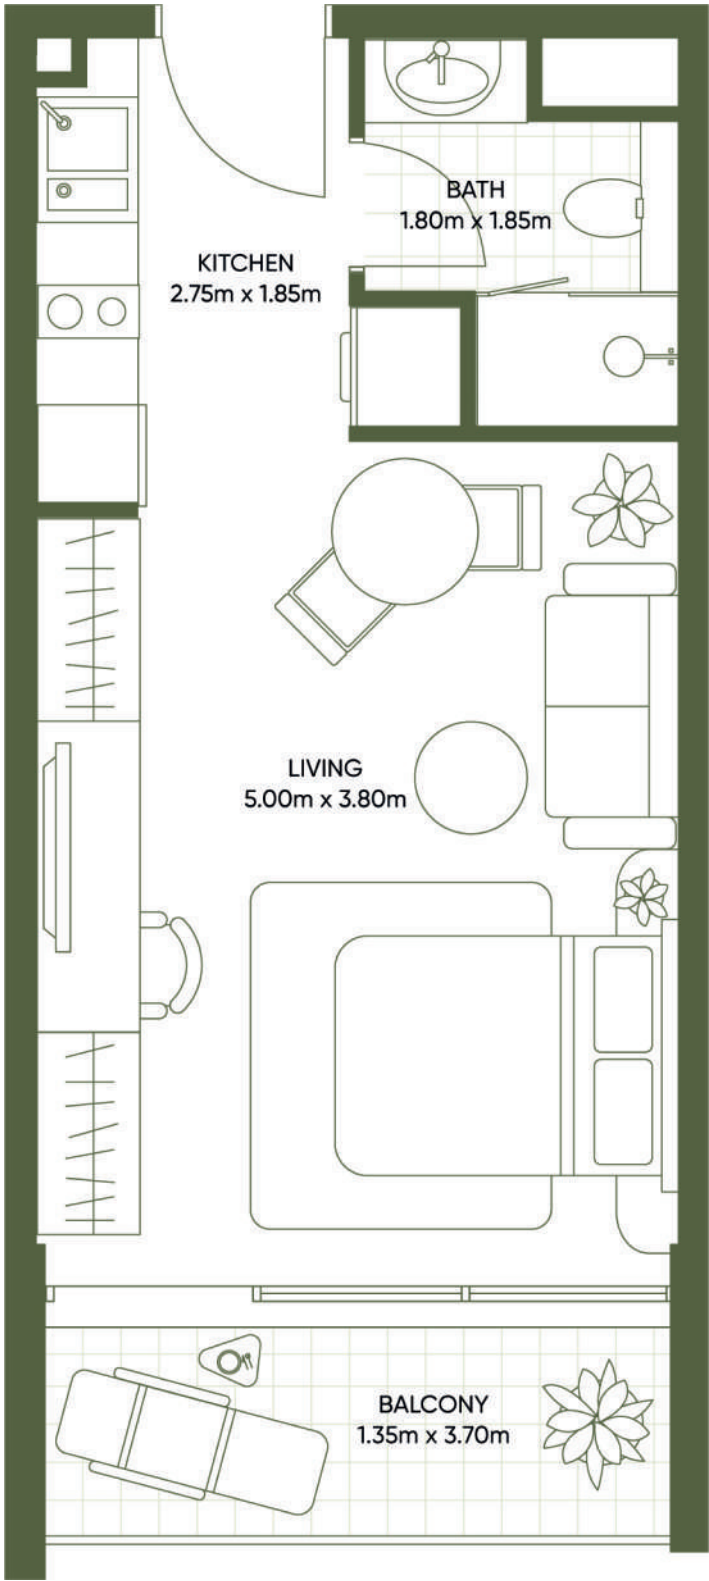 BATH
1.80m x 1.85m
KITCHEN
2.75m x 1.85m
LIVING
5.00m x 3.80m
BALCONY
1.35m x 3.70m